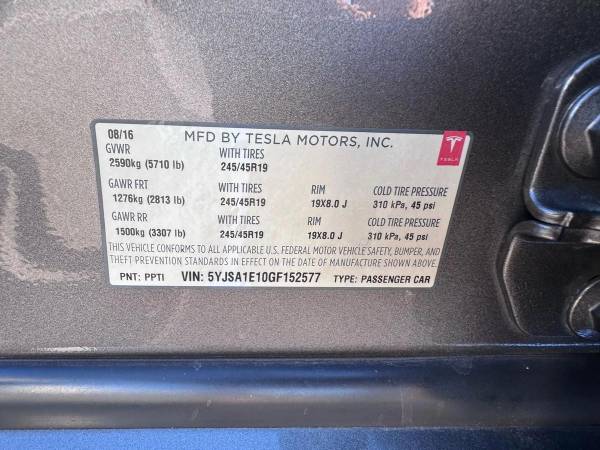 08/16 MFD BY TESLA MOTORS, INC.
GVWR WITH TIRES
2590kg (5710 lb) 245/45R19 TESLA
GAWR FRT WITH TIRES RIM COLD TIRE PRESSURE
1276kg (2813 lb) 245/45R19 19X8.0 J 310 kPa, 45 psi
GAWR RR WITH TIRES RIM COLD TIRE PRESSURE
1500kg (3307 lb) 245/45R19 19X8.0 J 310 kPa, 45 psi
THIS VEHICLE CONFORMS TO ALL APPLICABLE U.S. FEDERAL MOTOR VEHICLE SAFETY, BUMPER, AND
THEFT PREVENTION STANDARDS IN EFFECT ON THE DATE OF MANUFACTURE SHOWN ABOVE.
PNT: PPTI VIN: 5YJSA1E10GF152577 TYPE: PASSENGER CAR